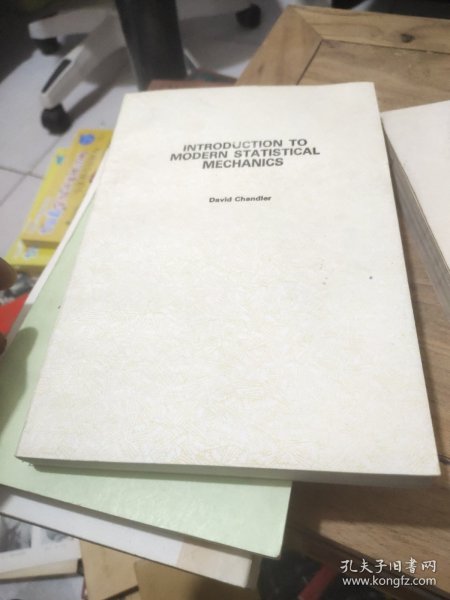 INTRODUCTION TO
MODERN STATISTICAL
MECHANICS
David Chandler
孔夫子旧书网
www.kongfz.com